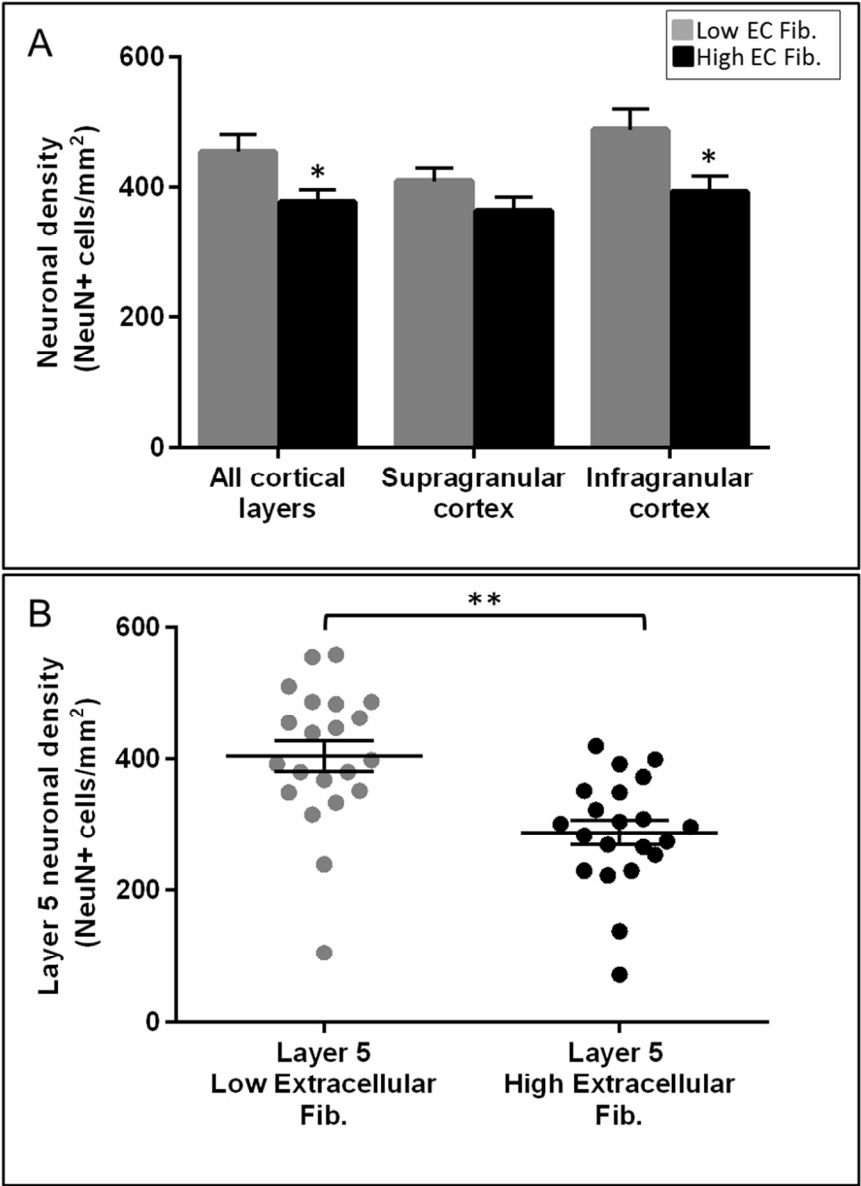 A
Low EC Fib.
High EC Fib.
Neuronal density
(NeuN+ cells/mm²)
600
400
200
0
*
*
All cortical
layers
Supragranular
cortex
Infragranular
cortex
B
**
Layer 5 neuronal density
(NeuN+ cells/mm²)
600
400
200
0
Layer 5
Low Extracellular
Fib.
Layer 5
High Extracellular
Fib.